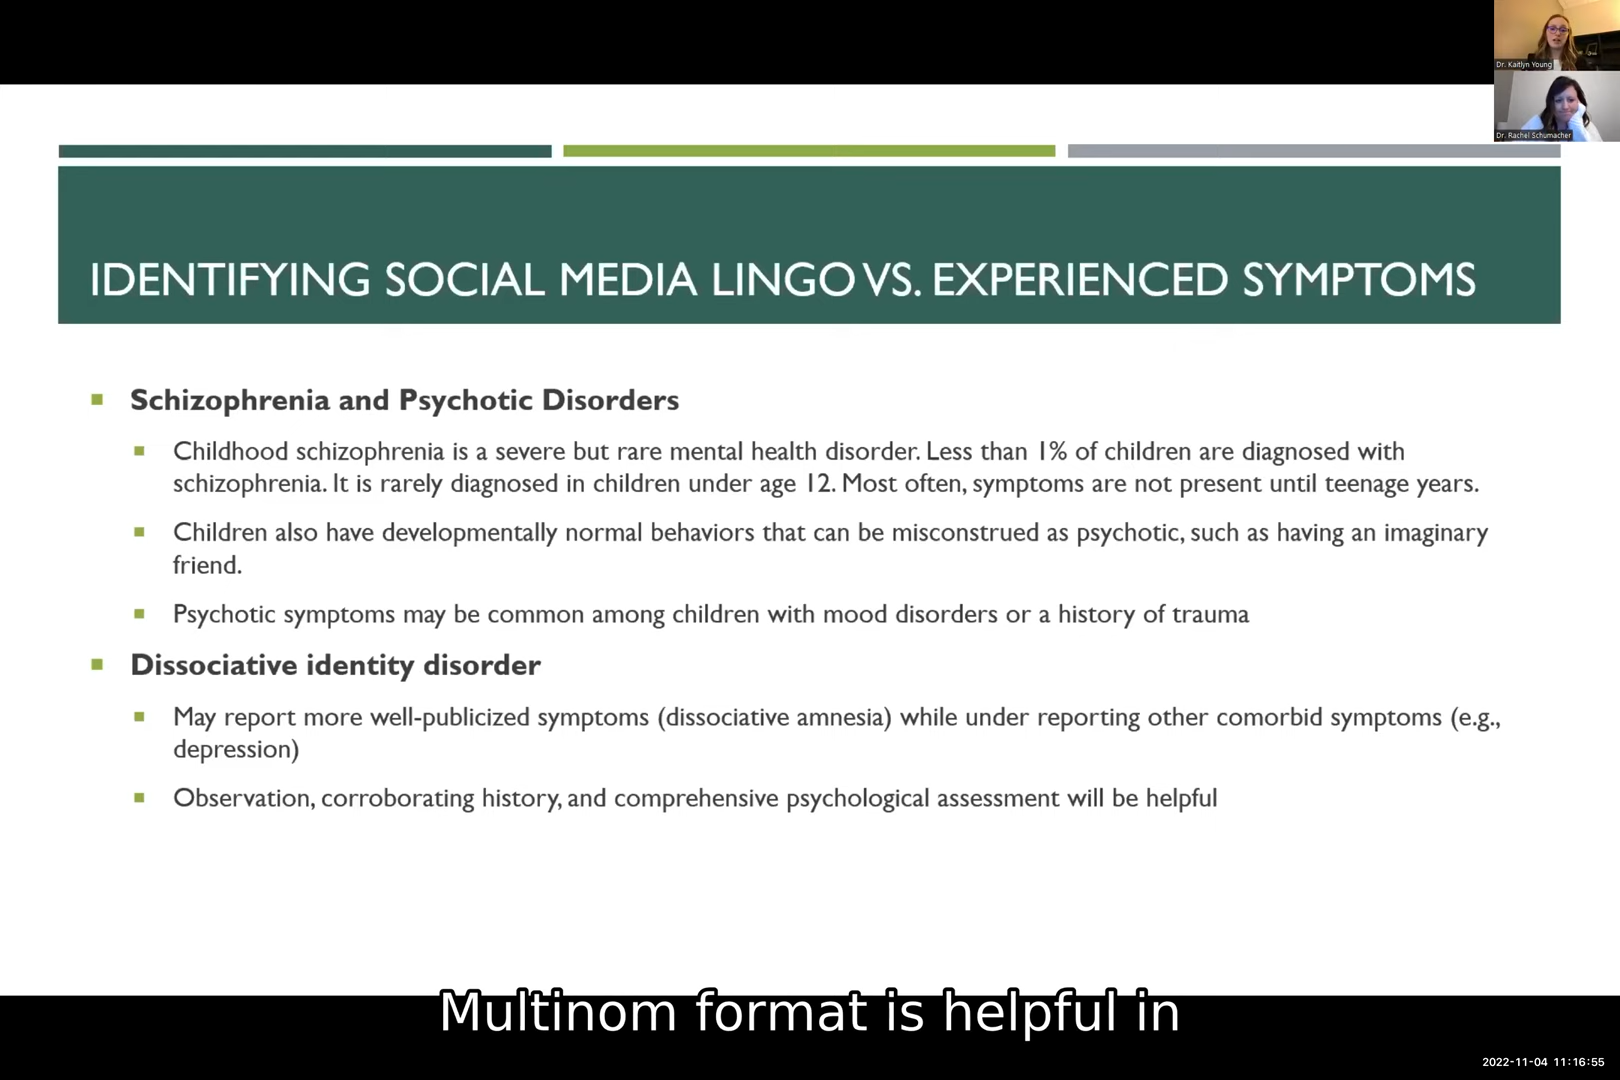 Dr. Kaitlyn Young
Dr. Rachel Schumacher
IDENTIFYING SOCIAL MEDIA LINGO VS. EXPERIENCED SYMPTOMS
Schizophrenia and Psychotic Disorders
Childhood schizophrenia is a severe but rare mental health disorder. Less than 1% of children are diagnosed with
schizophrenia. It is rarely diagnosed in children under age 12. Most often, symptoms are not present until teenage years.
Children also have developmentally normal behaviors that can be misconstrued as psychotic, such as having an imaginary
friend.
Psychotic symptoms may be common among children with mood disorders or a history of trauma
Dissociative identity disorder
May report more well-publicized symptoms (dissociative amnesia) while under reporting other comorbid symptoms (e.g.,
depression)
Observation, corroborating history, and comprehensive psychological assessment will be helpful
Multinom format is helpful in
2022-11-04 11:16:55